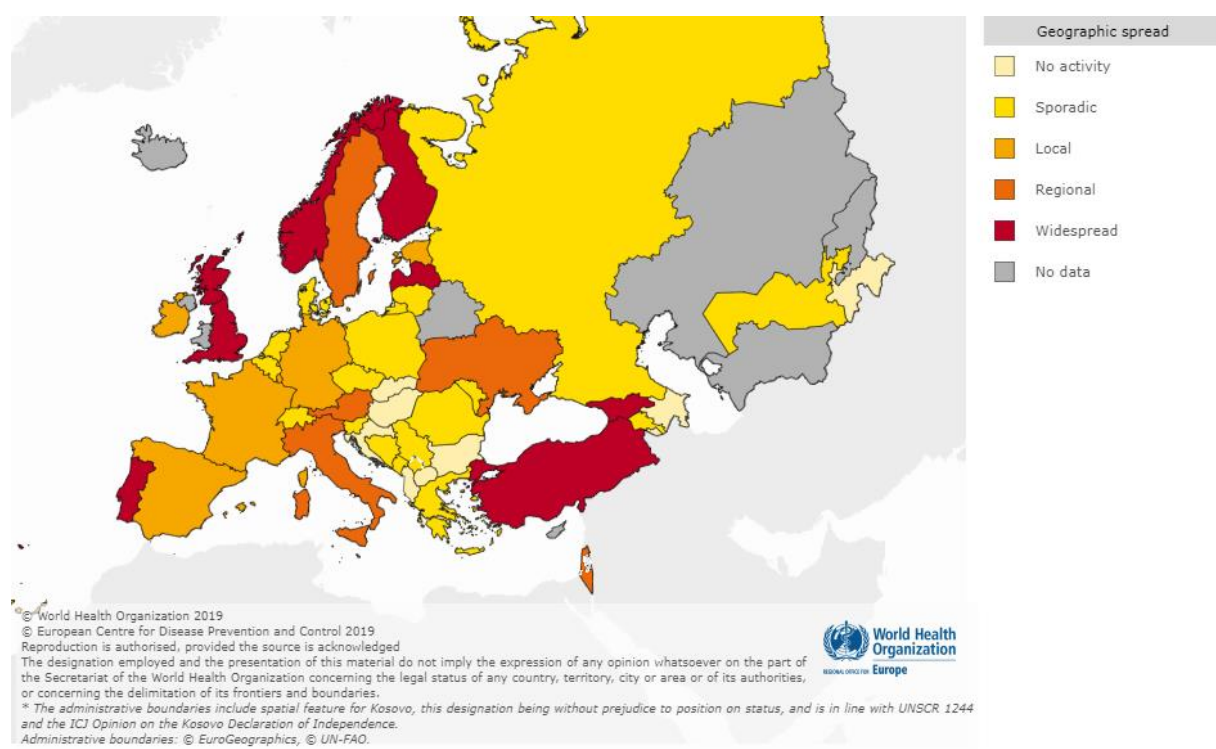 Geographic spread
No activity
Sporadic
Local
Regional
Widespread
No data
© World Health Organization 2019
© European Centre for Disease Prevention and Control 2019
Reproduction is authorised, provided the source is acknowledged
The designation employed and the presentation of this material do not imply the expression of any opinion whatsoever on the part of
the Secretariat of the World Health Organization concerning the legal status of any country, territory, city or area or of its authorities,
or concerning the delimitation of its frontiers and boundaries.
* The administrative boundaries include spatial feature for Kosovo, this designation being without prejudice to position on status, and is in line with UNSCR 1244
and the ICJ Opinion on the Kosovo Declaration of Independence.
Administrative boundaries: © EuroGeographics, © UN-FAO.
World Health
Organization
REGIONAL OFFICE FOR Europe